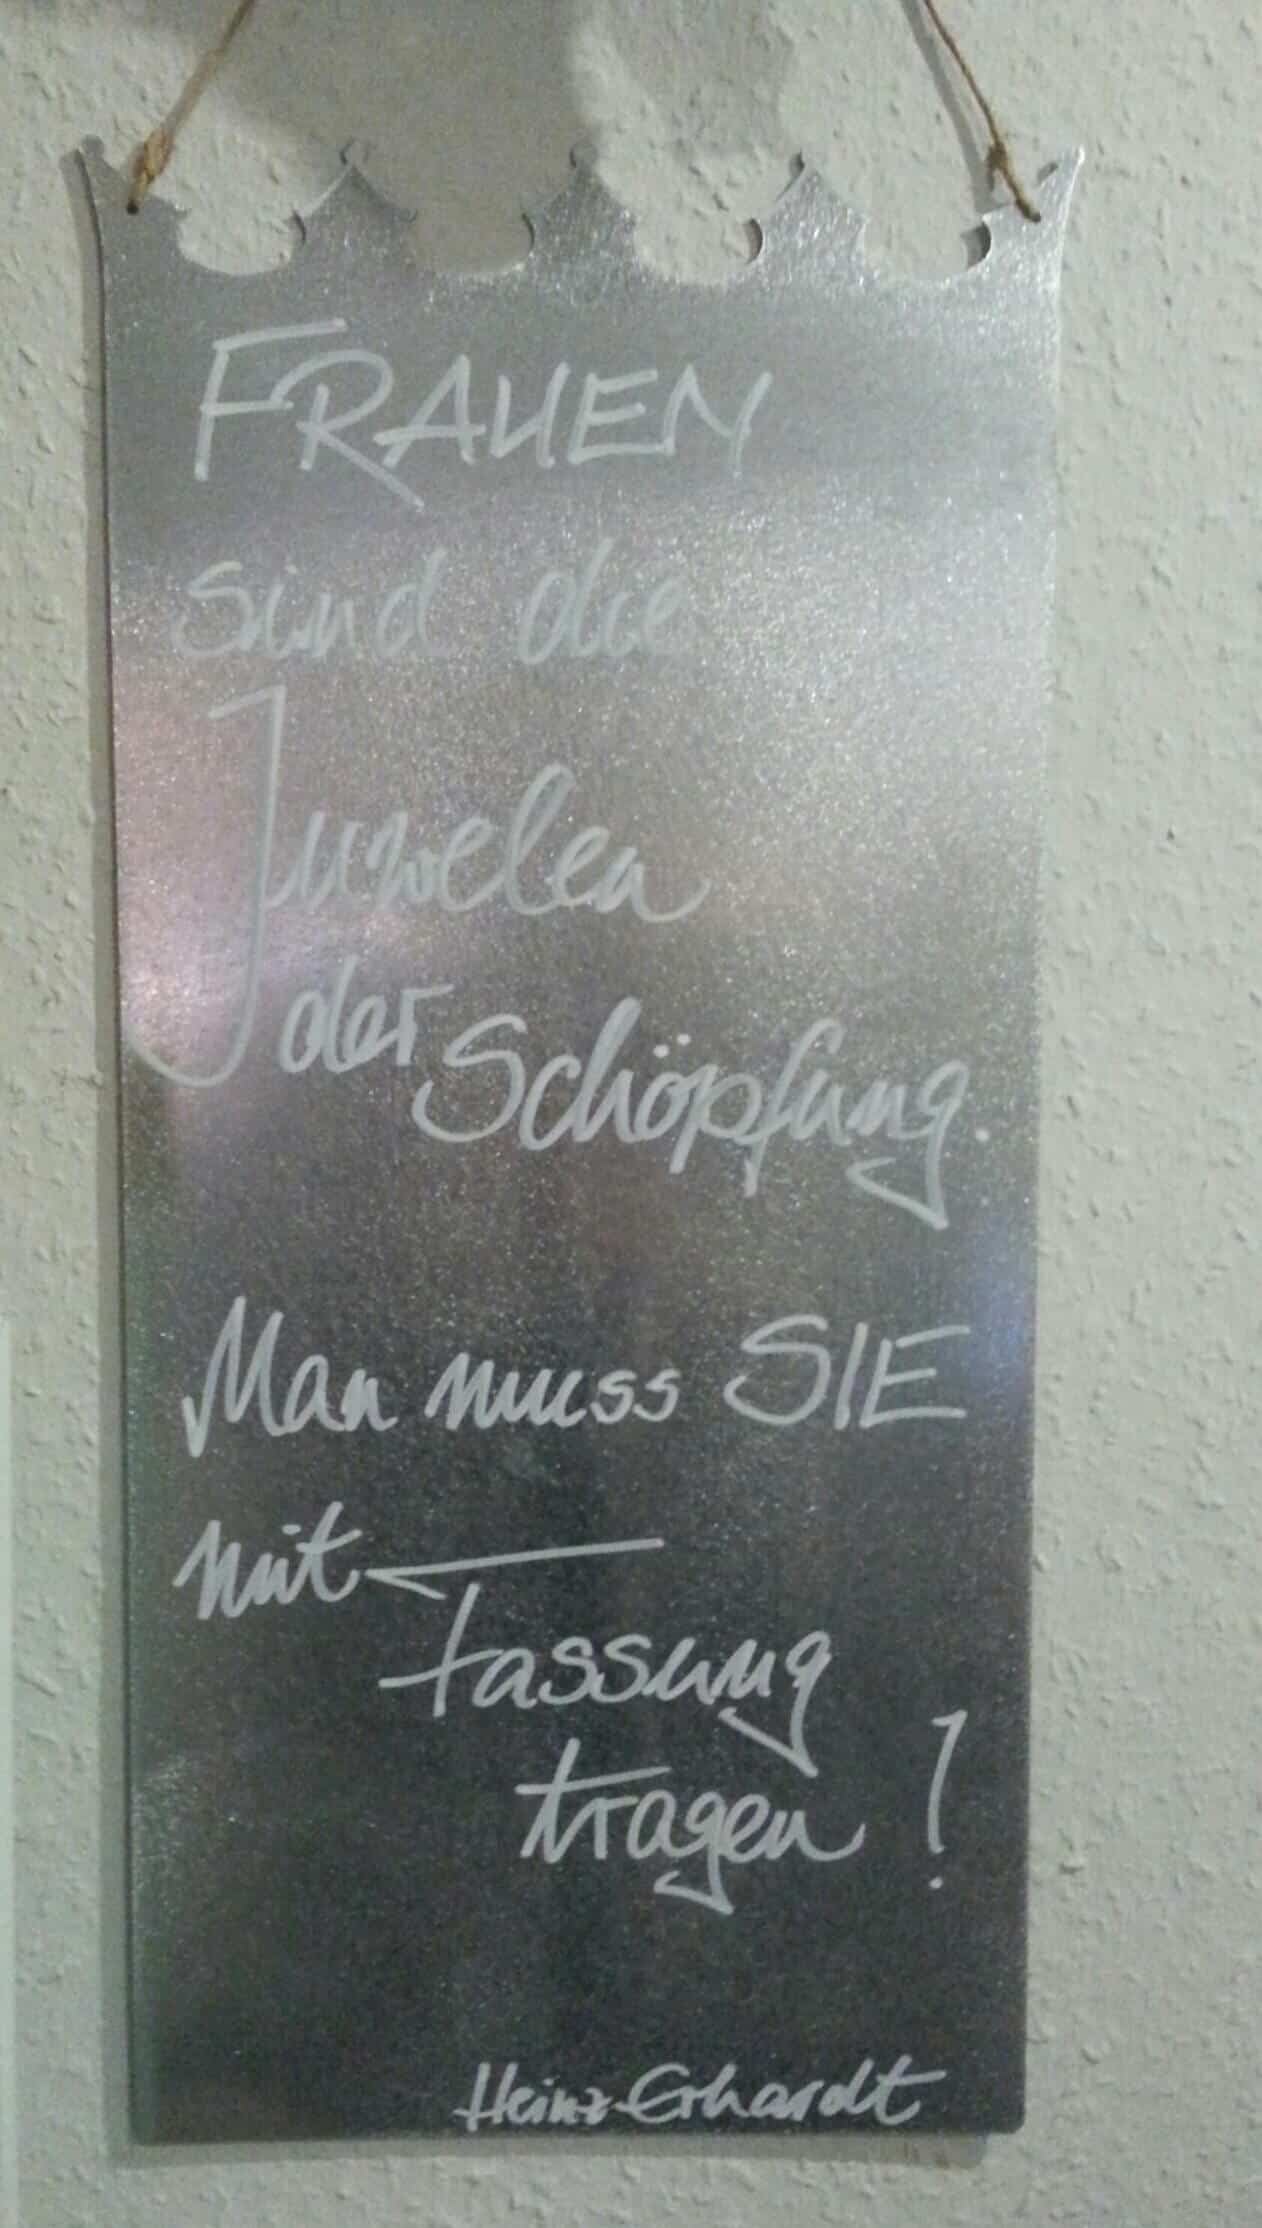 FRAUEN
sind die
Juwelen
der Schöpfung.
Man muss SIE
mit
Fassung
tragen !
Heinz Erhardt